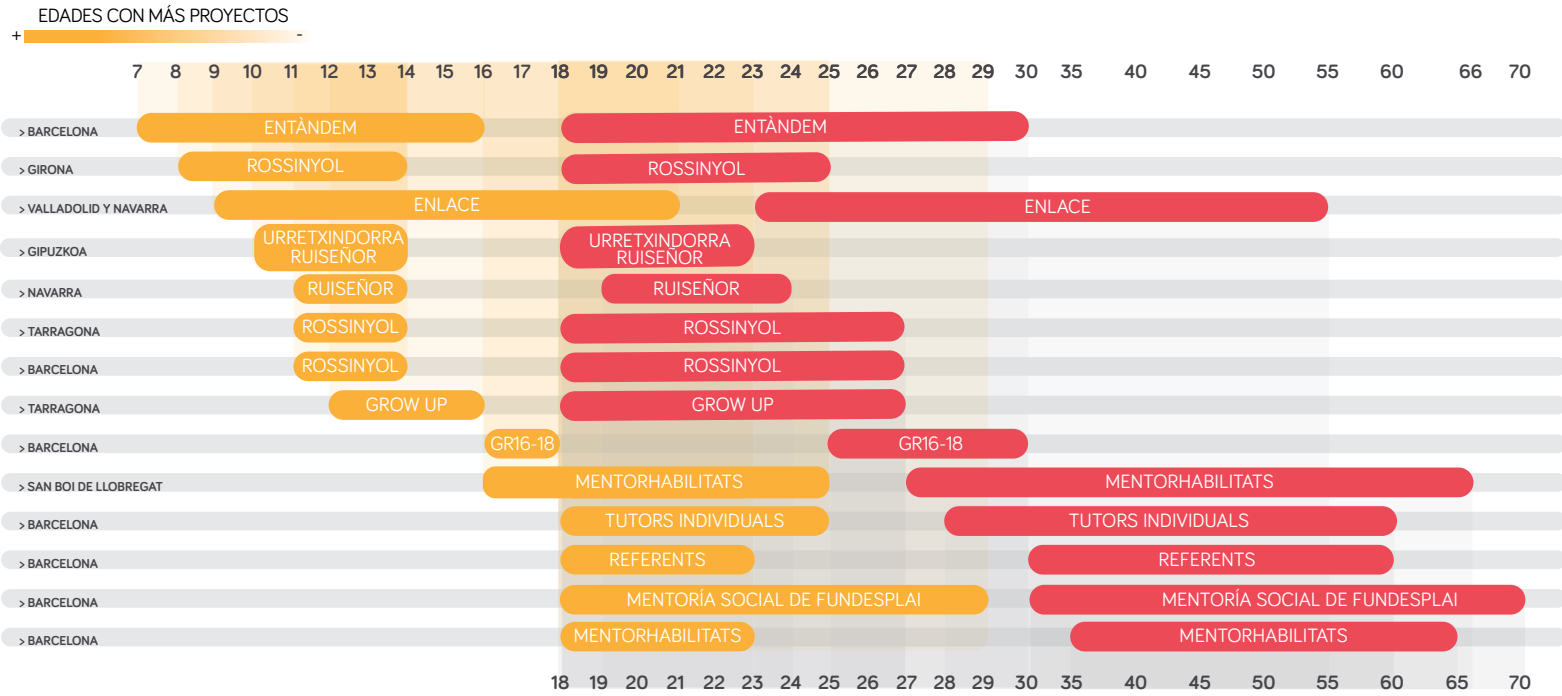 EDADES CON MÁS PROYECTOS
+ -
7 8 9 10 11 12 13 14 15 16 17 18 19 20 21 22 23 24 25 26 27 28 29 30 35 40 45 50 55 60 66 70
> BARCELONA ENTÀNDEM ENTÀNDEM
> GIRONA ROSSINYOL ROSSINYOL
> VALLADOLID Y NAVARRA ENLACE ENLACE
> GIPUZKOA URRETXINDORRA URRETXINDORRA
RUISEÑOR RUISEÑOR
> NAVARRA RUISEÑOR RUISEÑOR
> TARRAGONA ROSSINYOL ROSSINYOL
> BARCELONA ROSSINYOL ROSSINYOL
> TARRAGONA GROW UP GROW UP
> BARCELONA GR16-18 GR16-18
> SAN BOI DE LLOBREGAT MENTORHABILITATS MENTORHABILITATS
> BARCELONA TUTORS INDIVIDUALS TUTORS INDIVIDUALS
> BARCELONA REFERENTS REFERENTS
> BARCELONA MENTORÍA SOCIAL DE FUNDESPLAI MENTORÍA SOCIAL DE FUNDESPLAI
> BARCELONA MENTORHABILITATS MENTORHABILITATS
18 19 20 21 22 23 24 25 26 27 28 29 30 35 40 45 50 55 60 65 70